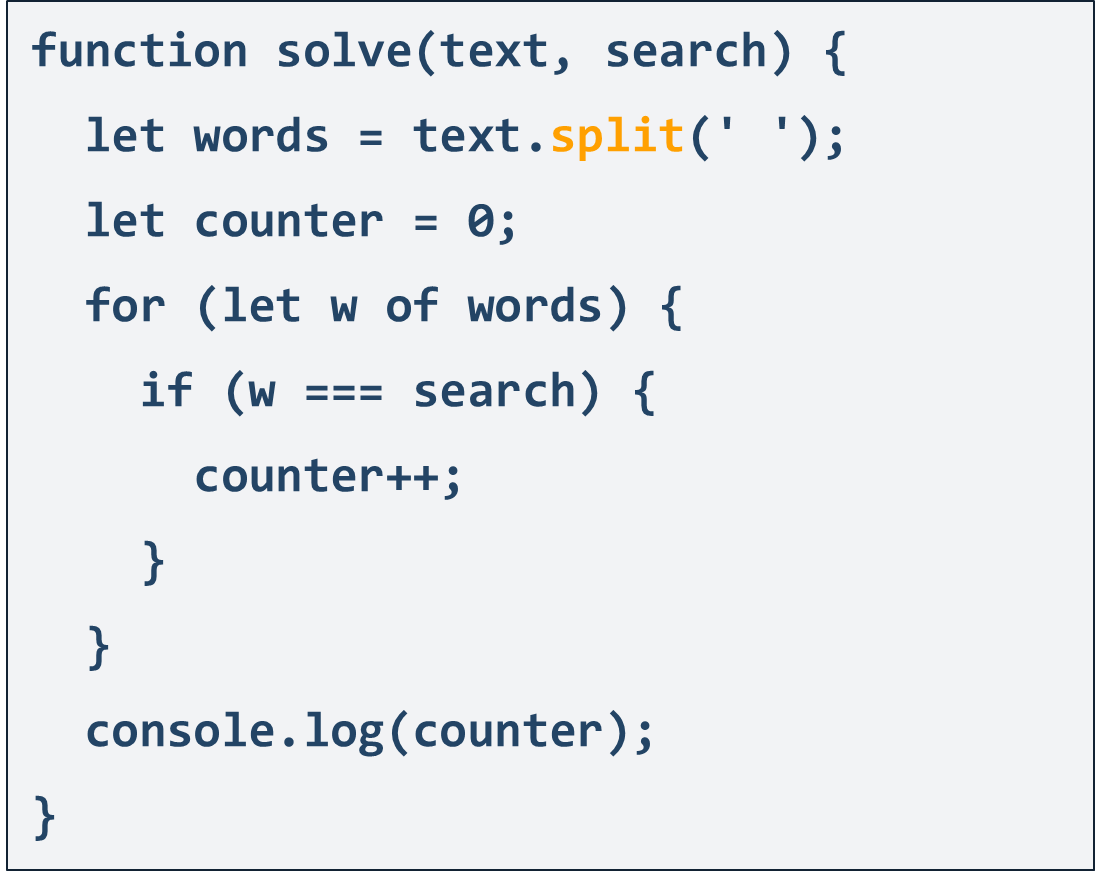 function solve(text, search) {
  let words = text.split(' ');
  let counter = 0;
  for (let w of words) {
    if (w === search) {
      counter++;
    }
  }
  console.log(counter);
}